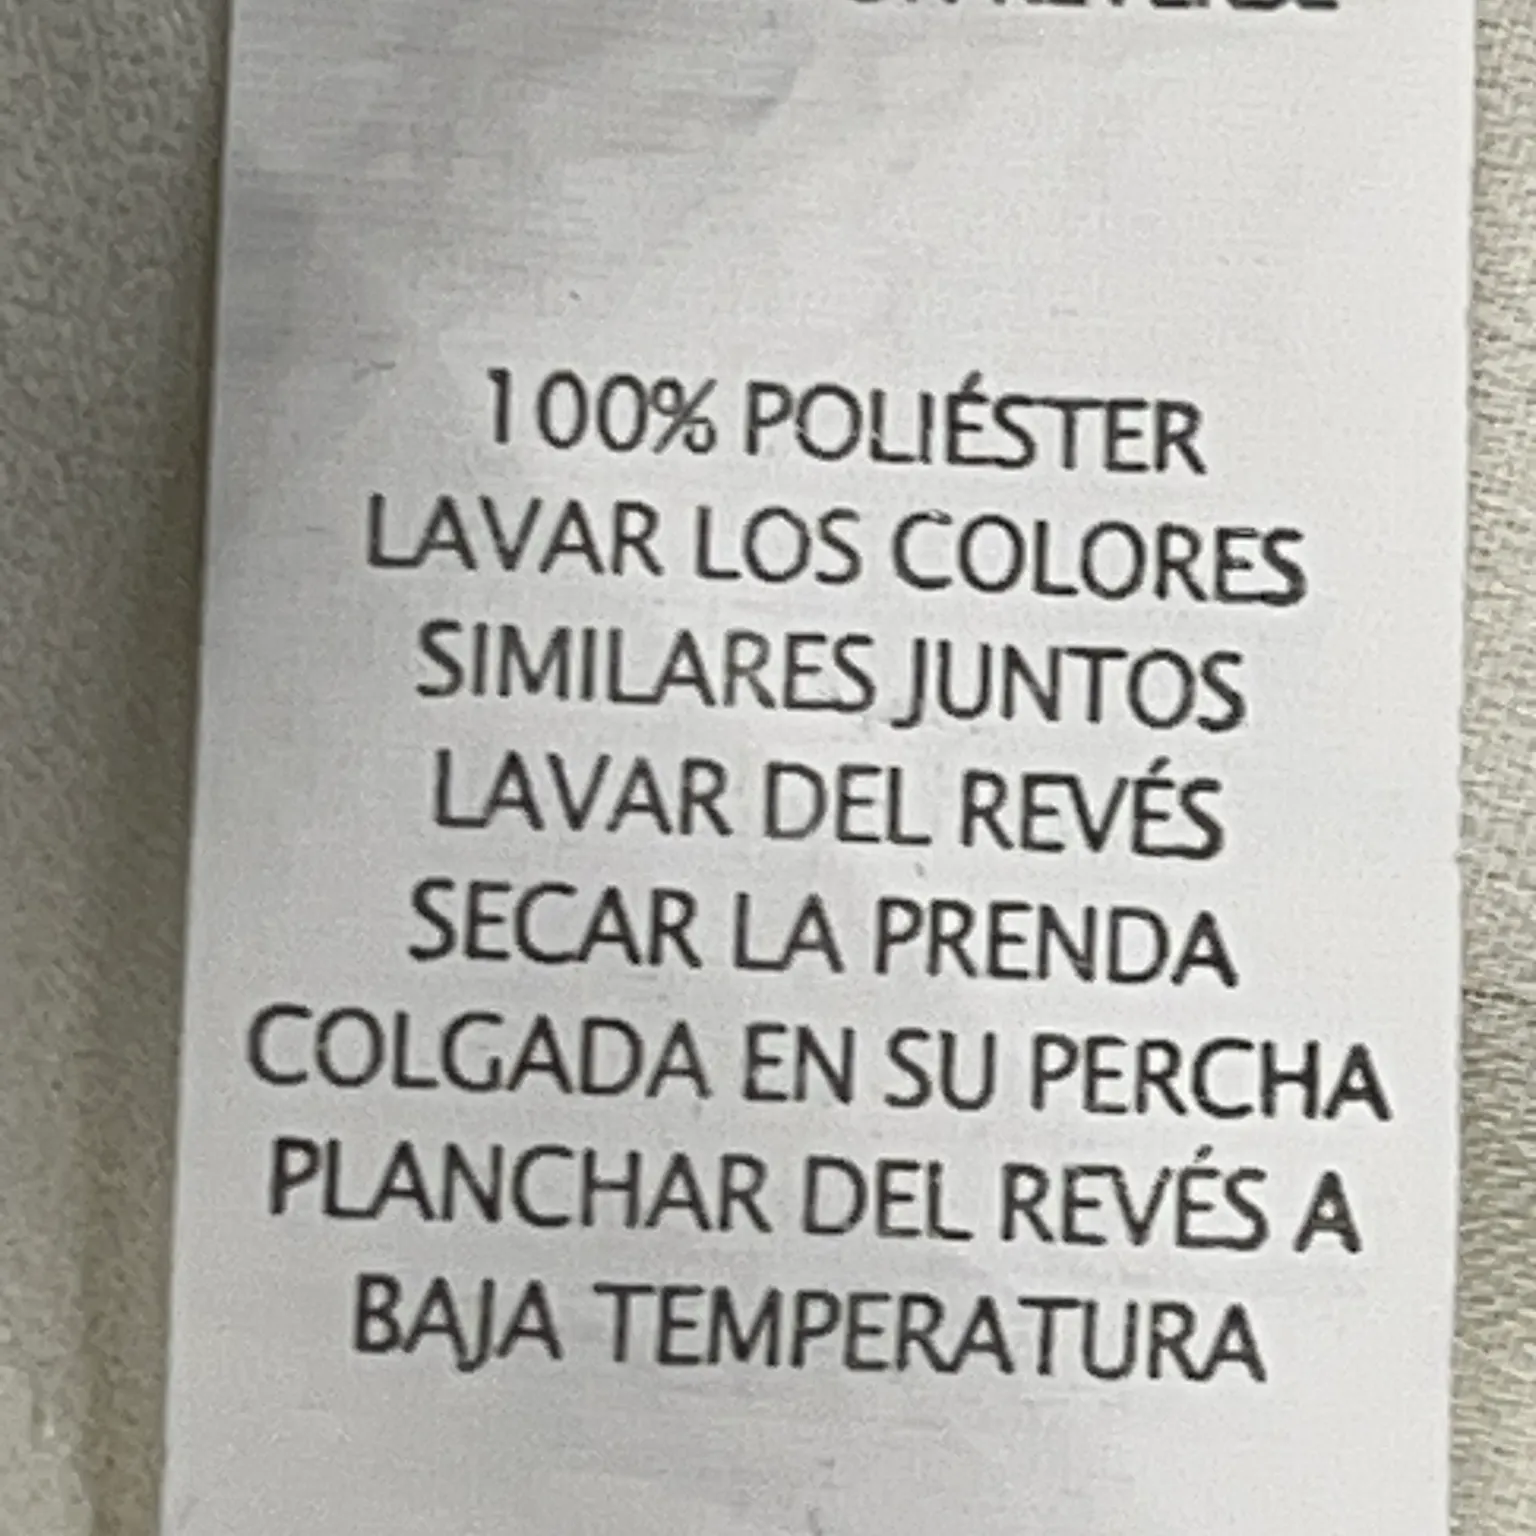 100% POLIÉSTER
LAVAR LOS COLORES
SIMILARES JUNTOS
LAVAR DEL REVÉS
SECAR LA PRENDA
COLGADA EN SU PERCHA
PLANCHAR DEL REVÉS A
BAJA TEMPERATURA